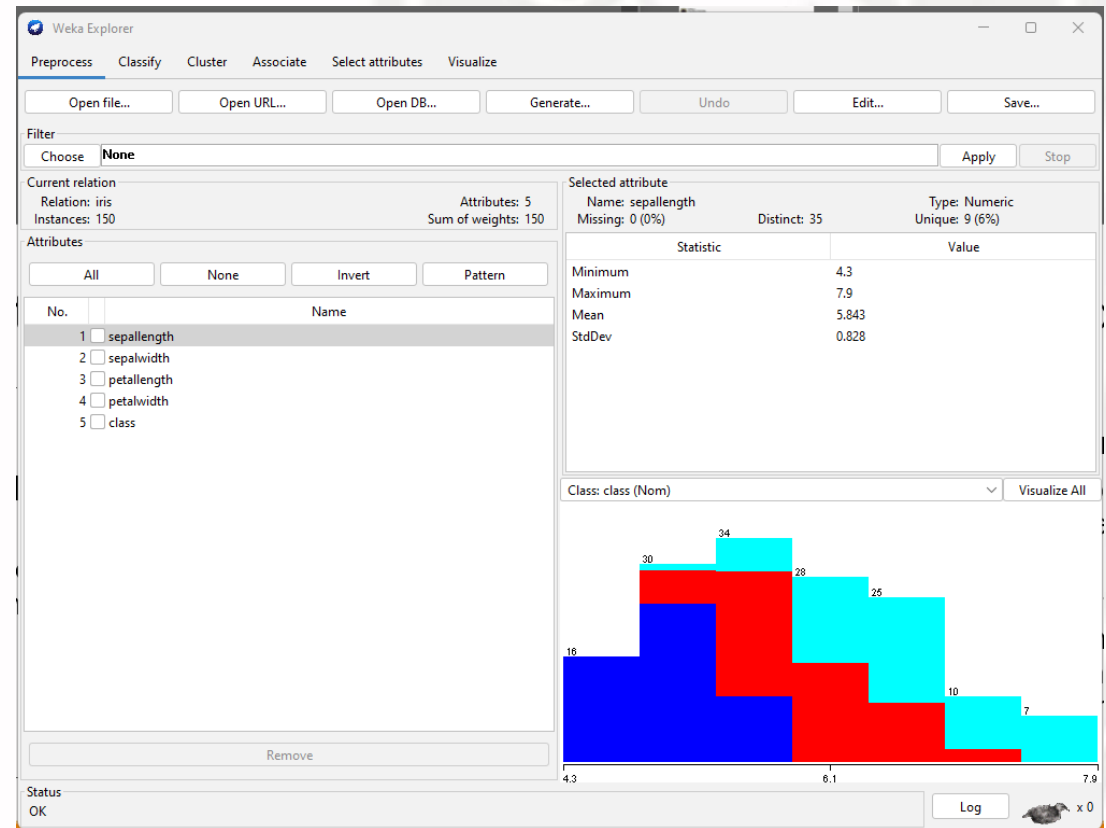 Weka Explorer
Preprocess Classify Cluster Associate Select attributes Visualize
Open file... Open URL... Open DB... Generate... Undo Edit... Save...
Filter
Choose None Apply Stop
Current relation
Relation: iris Attributes: 5
Instances: 150 Sum of weights: 150
Attributes
All None Invert Pattern
No. Name
1 sepallength
2 sepalwidth
3 petallength
4 petalwidth
5 class
Remove
Selected attribute
Name: sepallength Type: Numeric
Missing: 0 (0%) Distinct: 35 Unique: 9 (6%)
Statistic Value
Minimum 4.3
Maximum 7.9
Mean 5.843
StdDev 0.828
Class: class (Nom) Visualize All
16 30 34 28 25 10 7
4.3 6.1 7.9
Status
OK Log x 0